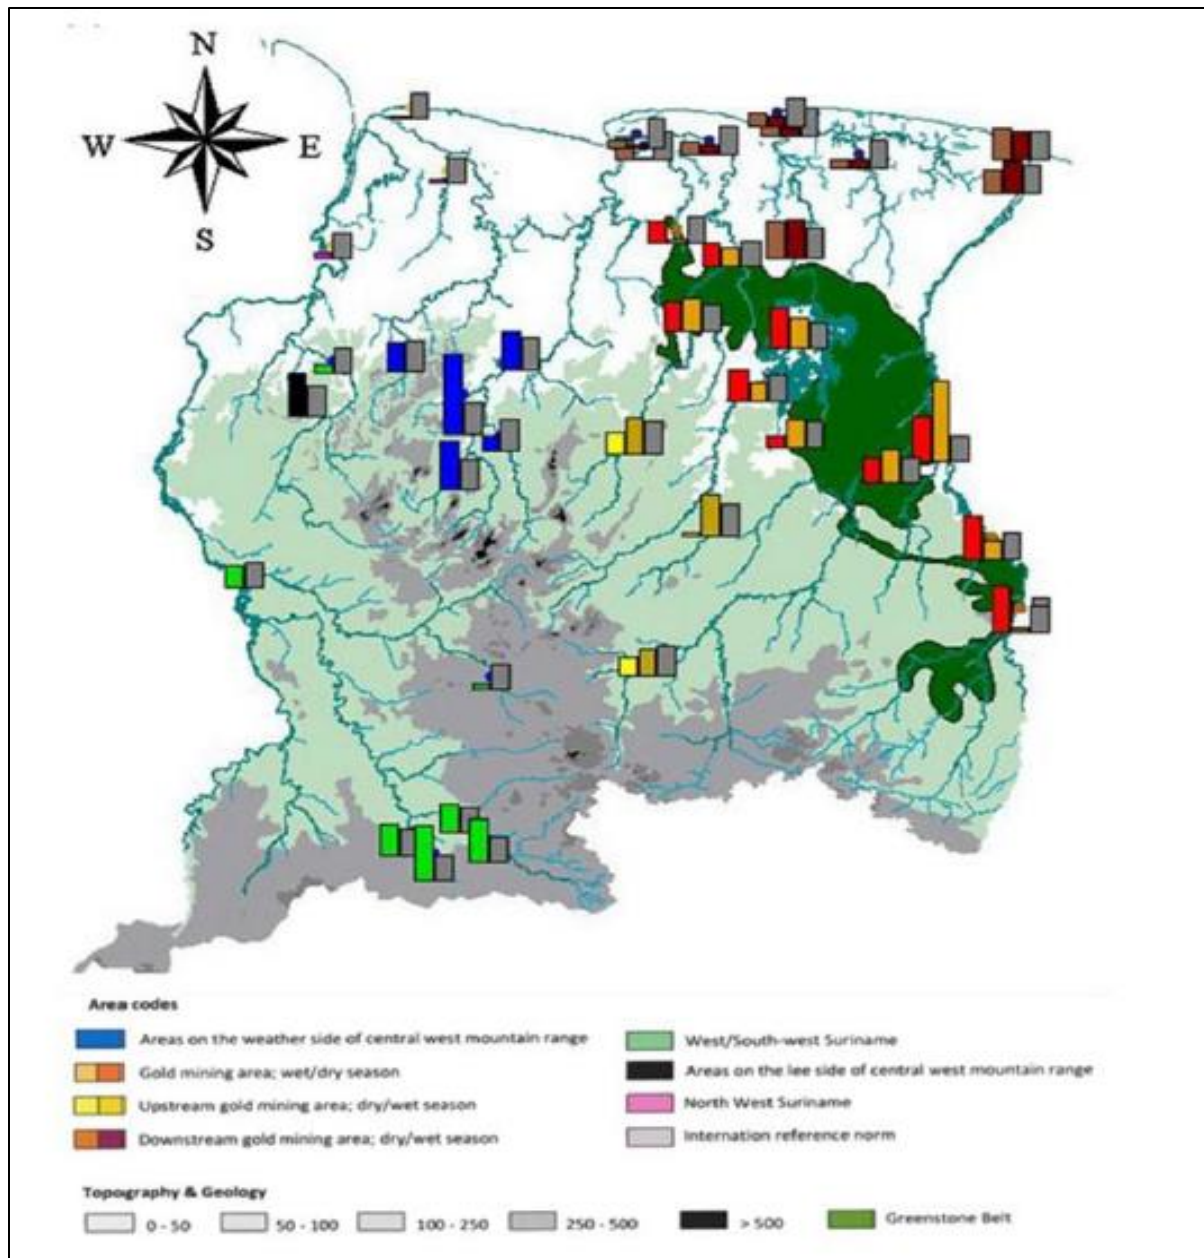 N
W E
S
Area codes
Areas on the weather side of central west mountain range
Gold mining area; wet/dry season
Upstream gold mining area; dry/wet season
Downstream gold mining area; dry/wet season
West/South-west Suriname
Areas on the lee side of central west mountain range
North West Suriname
Internation reference norm
Topography & Geology
0 - 50 50 - 100 100 - 250 250 - 500 > 500 Greenstone Belt